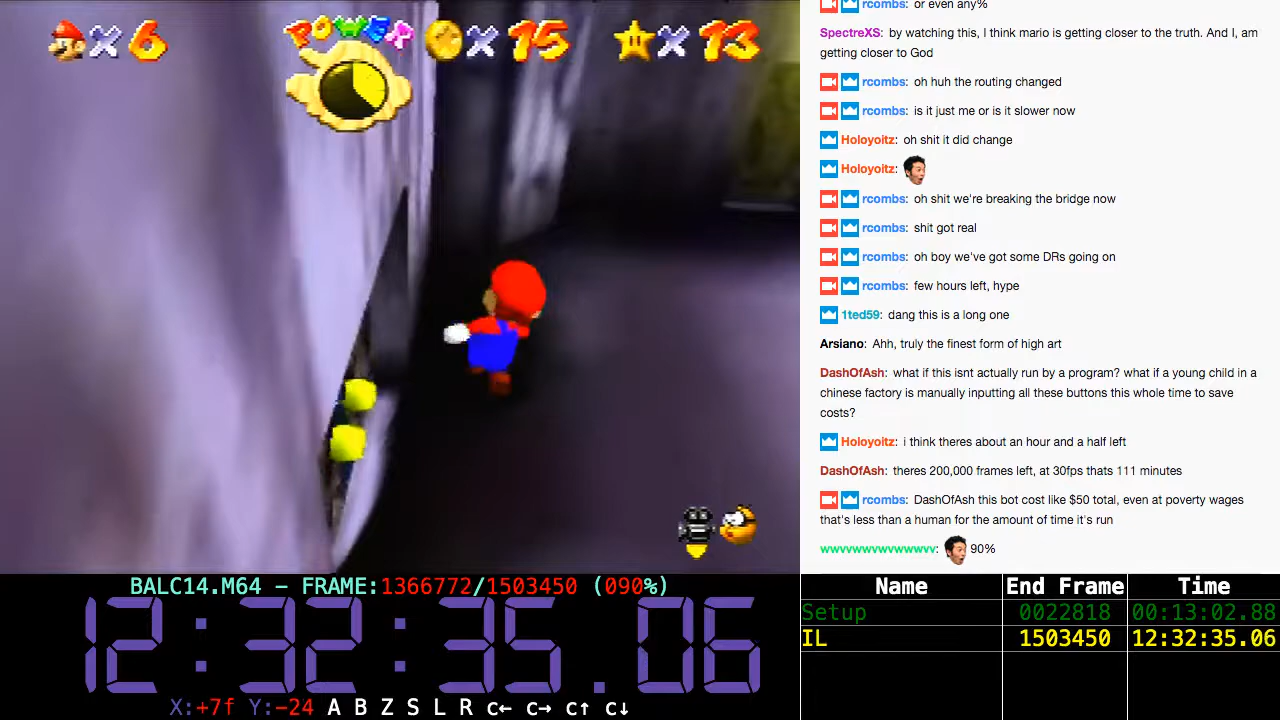 x 6 POWER x 15 x 13
BALC14.M64 – FRAME:1366772/1503450 (090%)
12:32:35.06
X:+7f Y:-24 A B Z S L R C← C→ C↑ C↓
rcombs: or even any%
SpectreXS: by watching this, I think mario is getting closer to the truth. And I, am
getting closer to God
rcombs: oh huh the routing changed
rcombs: is it just me or is it slower now
Holoyoitz: oh shit it did change
Holoyoitz:
rcombs: oh shit we're breaking the bridge now
rcombs: shit got real
rcombs: oh boy we've got some DRs going on
rcombs: few hours left, hype
1ted59: dang this is a long one
Arsiano: Ahh, truly the finest form of high art
DashOfAsh: what if this isnt actually run by a program? what if a young child in a
chinese factory is manually inputting all these buttons this whole time to save
costs?
Holoyoitz: i think theres about an hour and a half left
DashOfAsh: theres 200,000 frames left, at 30fps thats 111 minutes
rcombs: DashOfAsh this bot cost like $50 total, even at poverty wages
that's less than a human for the amount of time it's run
90%
Name End Frame Time
Setup 0022818 00:13:02.88
IL 1503450 12:32:35.06